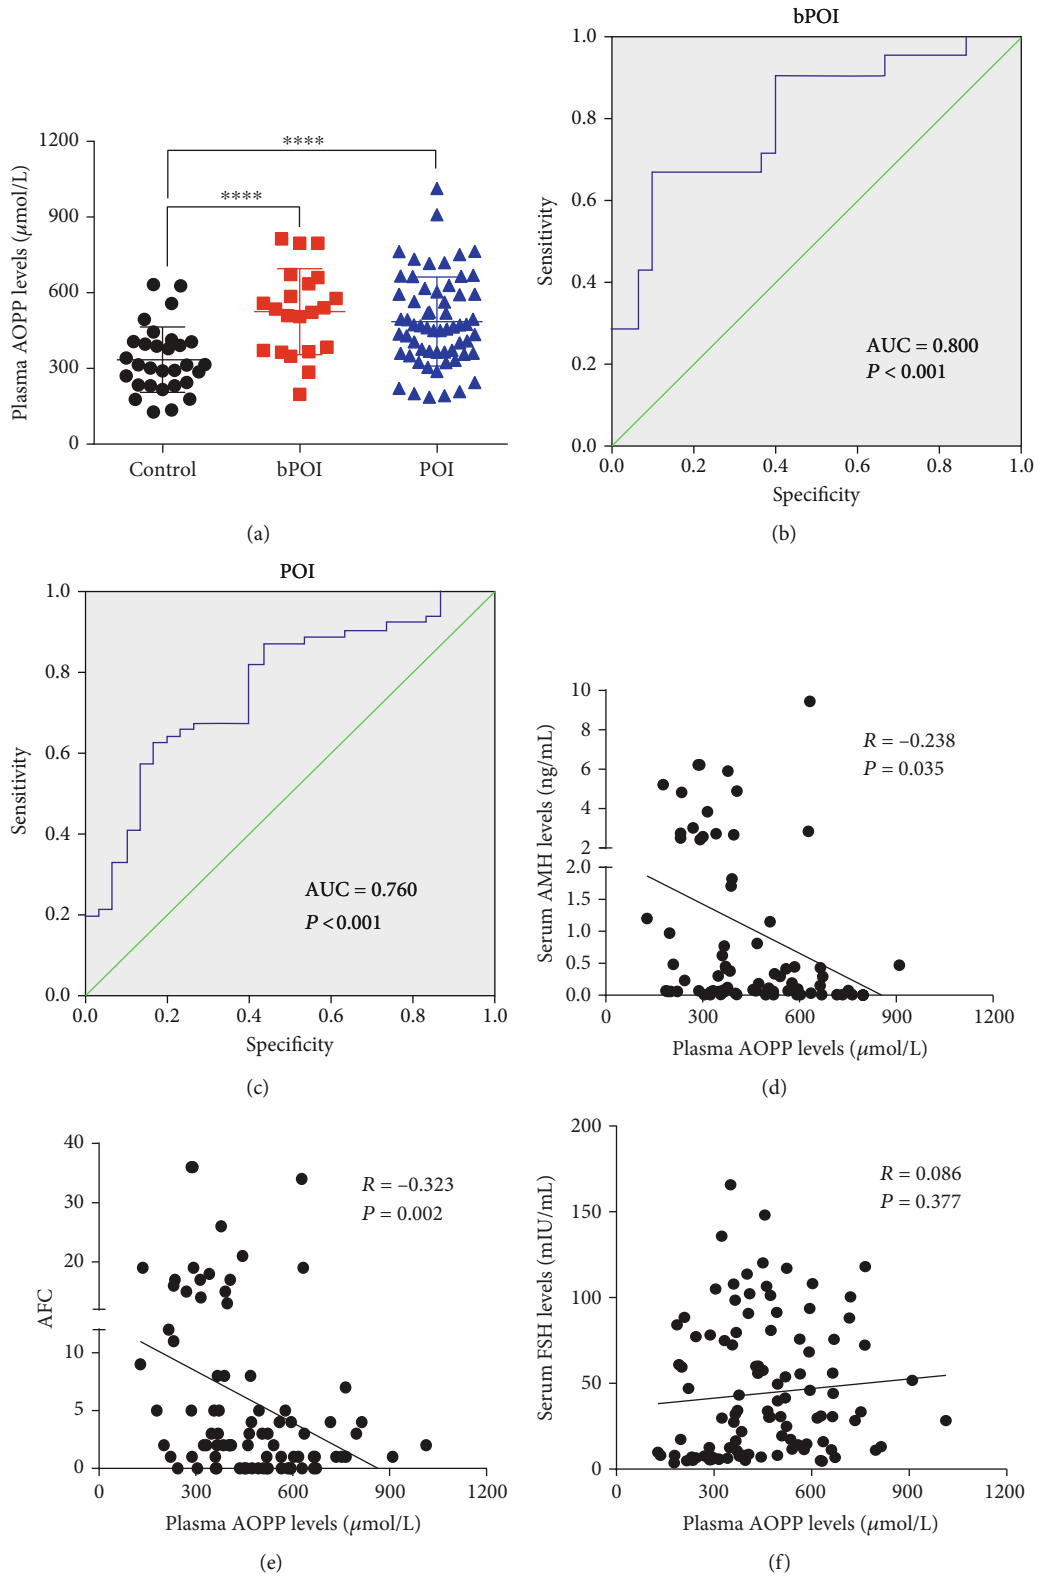 1200
900
600
300
0
Plasma AOPP levels (μmol/L)
****
****
Control
bPOI
POI
(a)
bPOI
1.0
0.8
0.6
0.4
0.2
0.0
Sensitivity
AUC = 0.800
P < 0.001
0.0 0.2 0.4 0.6 0.8 1.0
Specificity
(b)
POI
1.0
0.8
0.6
0.4
0.2
0.0
Sensitivity
AUC = 0.760
P < 0.001
0.0 0.2 0.4 0.6 0.8 1.0
Specificity
(c)
10
8
6
4
2
2.0
1.5
1.0
0.5
0.0
Serum AMH levels (ng/mL)
R = –0.238
P = 0.035
0 300 600 900 1200
Plasma AOPP levels (μmol/L)
(d)
40
30
20
10
5
0
AFC
R = –0.323
P = 0.002
0 300 600 900 1200
Plasma AOPP levels (μmol/L)
(e)
200
150
100
50
0
Serum FSH levels (mIU/mL)
R = 0.086
P = 0.377
0 300 600 900 1200
Plasma AOPP levels (μmol/L)
(f)